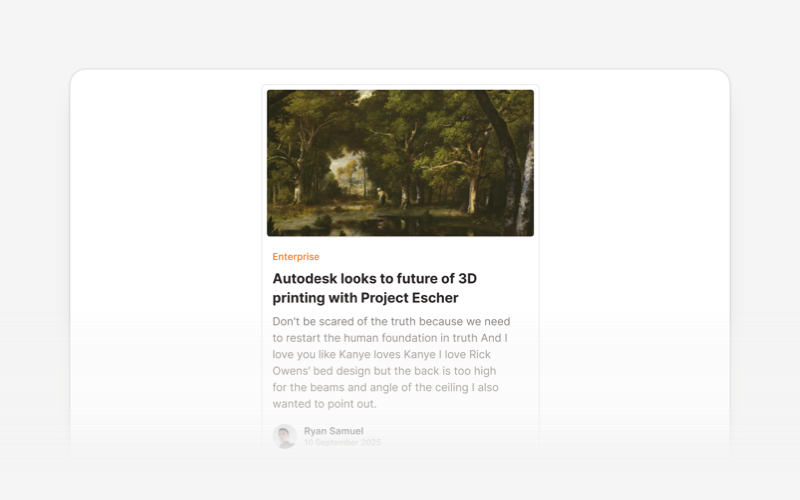 Enterprise
Autodesk looks to future of 3D
printing with Project Escher
Don't be scared of the truth because we need
to restart the human foundation in truth And I
love you like Kanye loves Kanye I love Rick
Owens' bed design but the back is too high
for the beams and angle of the ceiling I also
wanted to point out.
Ryan Samuel
10 September 2025